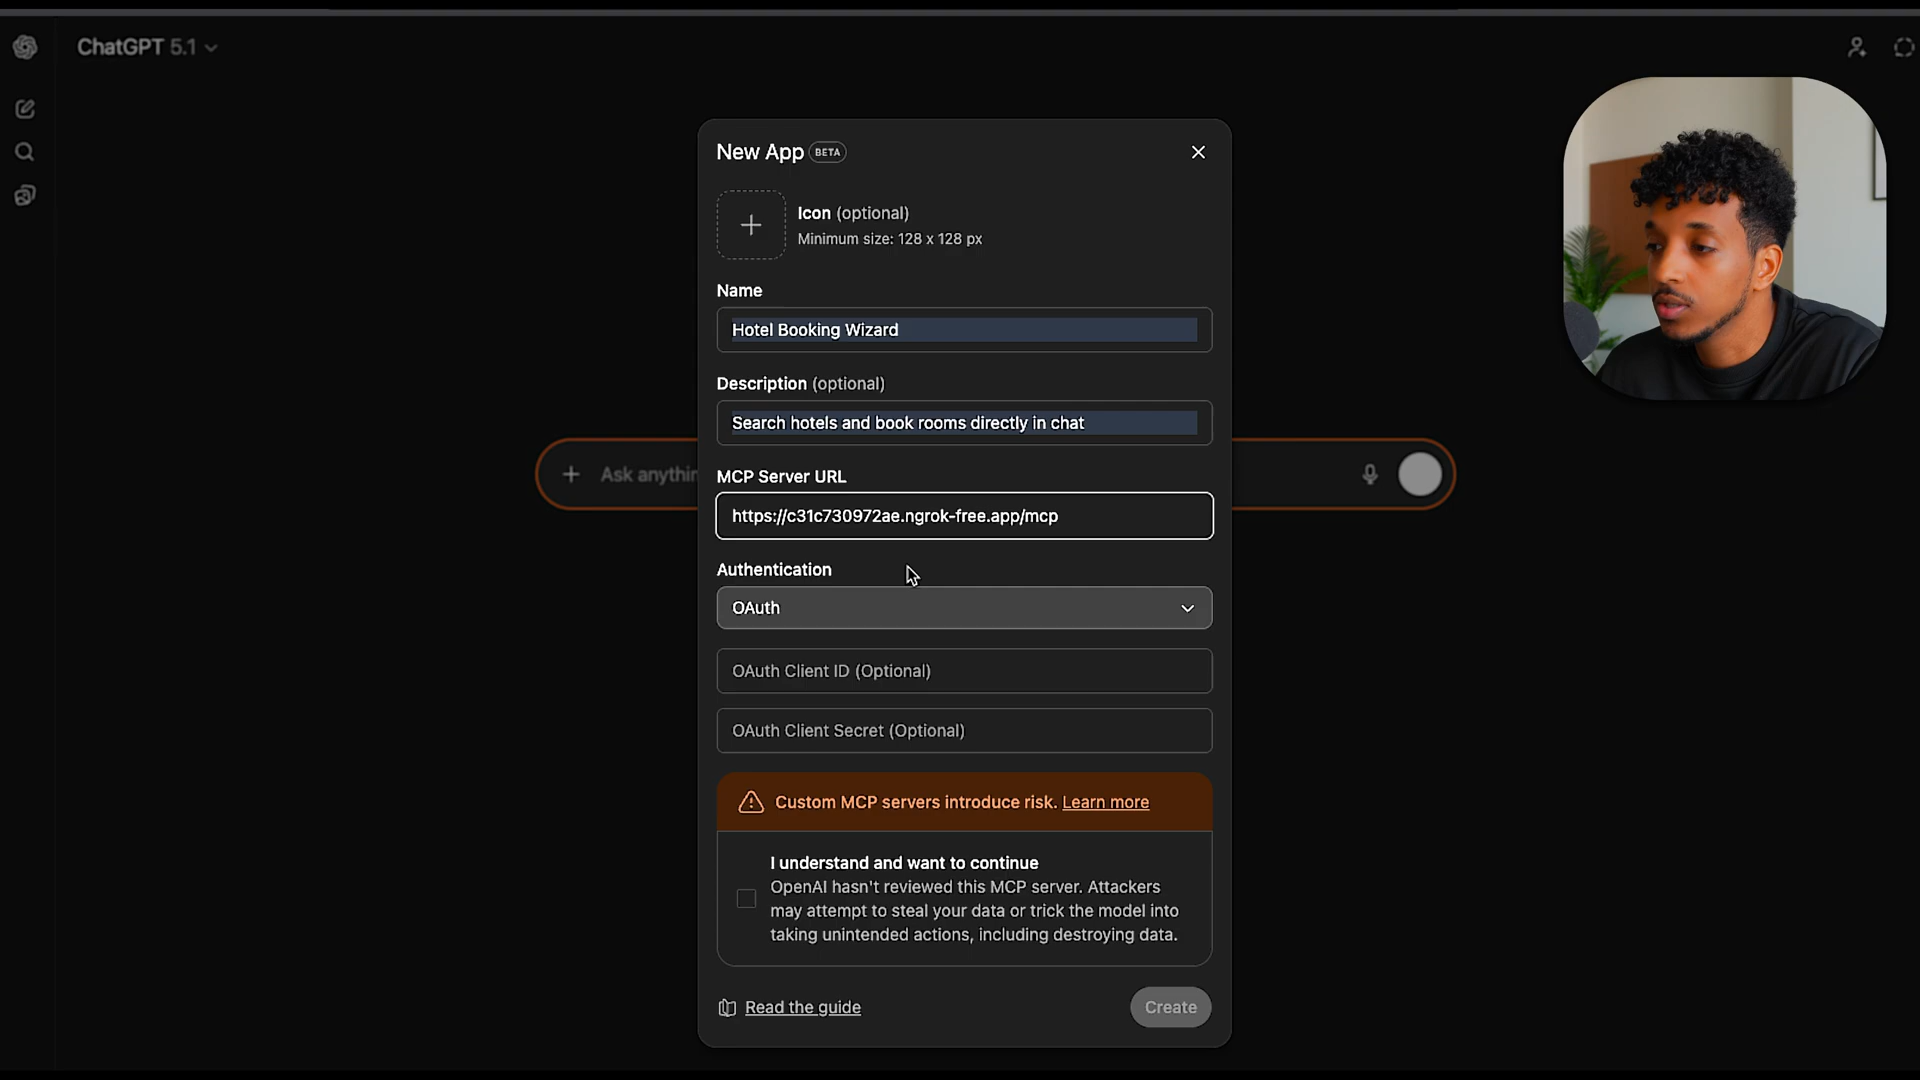 ChatGPT 5.1
New App BETA
Icon (optional)
Minimum size: 128 x 128 px
Name
Hotel Booking Wizard
Description (optional)
Search hotels and book rooms directly in chat
Ask anythin
MCP Server URL
https://c31c730972ae.ngrok-free.app/mcp
Authentication
OAuth
OAuth Client ID (Optional)
OAuth Client Secret (Optional)
Custom MCP servers introduce risk. Learn more
I understand and want to continue
OpenAI hasn't reviewed this MCP server. Attackers
may attempt to steal your data or trick the model into
taking unintended actions, including destroying data.
Read the guide
Create